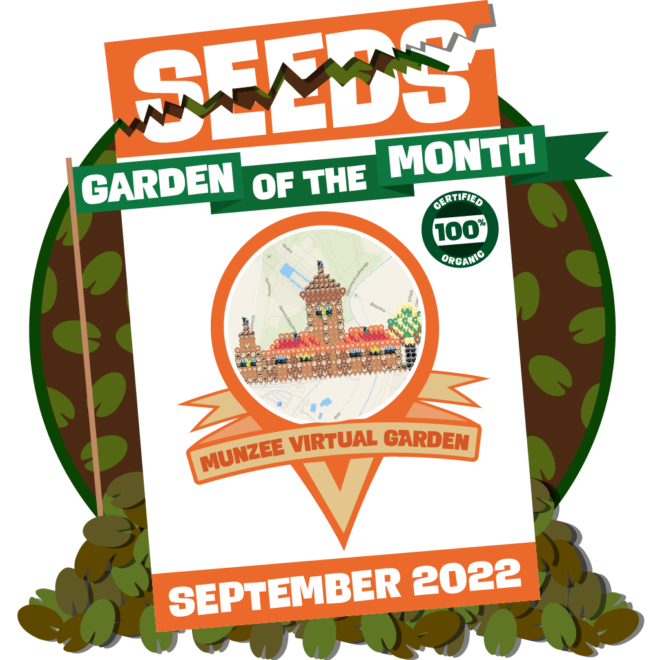 SEEDS
GARDEN OF THE MONTH
CERTIFIED
100%
ORGANIC
MUNZEE VIRTUAL GARDEN
SEPTEMBER 2022